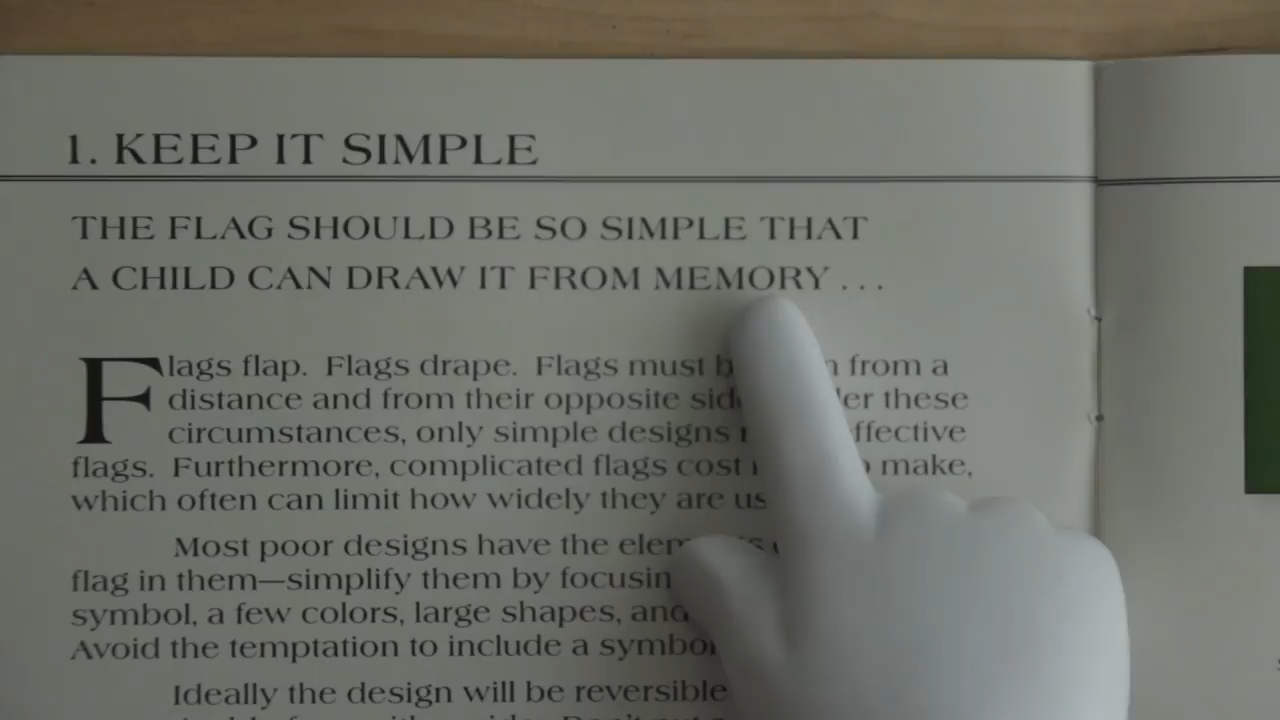 1. KEEP IT SIMPLE
THE FLAG SHOULD BE SO SIMPLE THAT
A CHILD CAN DRAW IT FROM MEMORY . . .
Flags flap. Flags drape. Flags must from a
distance and from their opposite these
circumstances, only simple designs
flags. Furthermore, complicated flags cost make,
which often can limit how widely they are
Most poor designs have the
flag in them—simplify them by
symbol, a few colors, large shapes, and
Avoid the temptation to include a
Ideally the design will be reversible